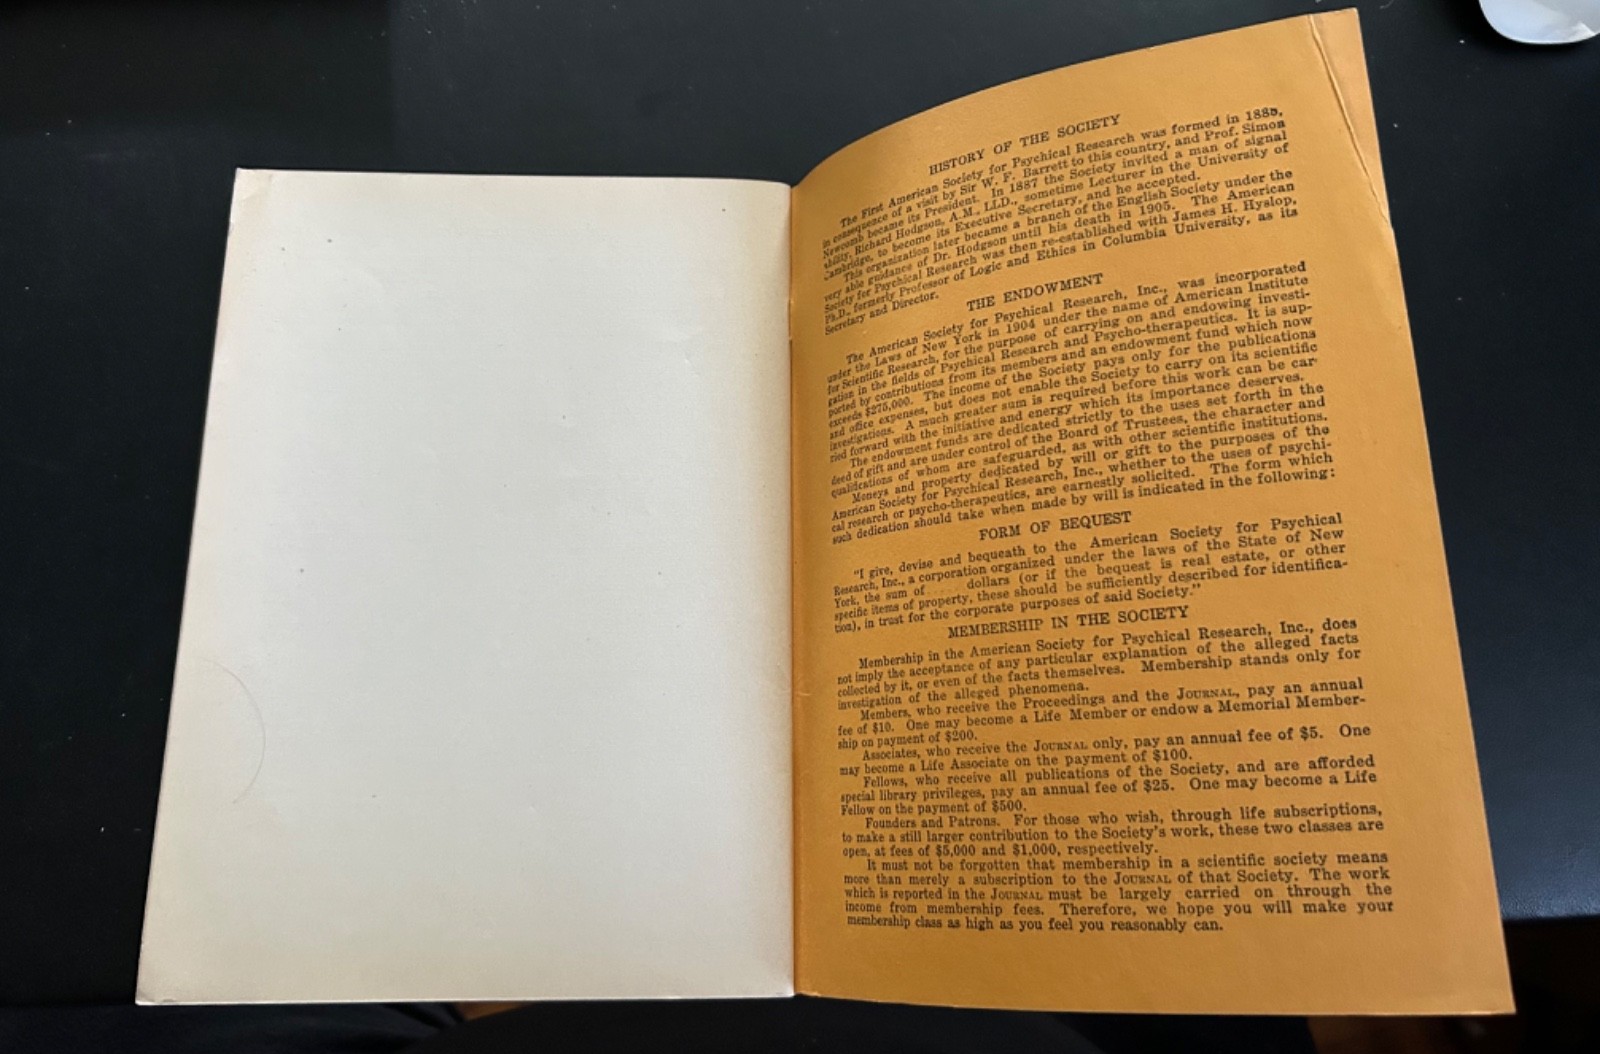 HISTORY OF THE SOCIETY
The First American Society for Psychical Research was formed in 1885,
in consequence of a visit by Sir W. F. Barrett to this country, and Prof. Simon
Newcomb became its President. In 1887 the Society invited a man of signal
ability, Richard Hodgson, A.M., LL.D., sometime Lecturer in the University of
Cambridge, to become its Executive Secretary, and he accepted.
This organization later became a branch of the English Society under the
very able guidance of Dr. Hodgson until his death in 1905. The American
Society for Psychical Research was then re-established with James H. Hyslop,
Ph.D., formerly Professor of Logic and Ethics in Columbia University, as its
Secretary and Director.
THE ENDOWMENT
The American Society for Psychical Research, Inc., was incorporated
under the Laws of New York in 1904 under the name of American Institute
for Scientific Research, for the purpose of carrying on and endowing investi-
gation in the fields of Psychical Research and Psycho-therapeutics. It is sup-
ported by contributions from its members and an endowment fund which now
exceeds $275,000. The income of the Society pays only for the publications
and office expenses, but does not enable the Society to carry on its scientific
investigations. A much greater sum is required before this work can be car-
ried forward with the initiative and energy which its importance deserves.
The endowment funds are dedicated strictly to the uses set forth in the
deed of gift and are under control of the Board of Trustees, the character and
qualifications of whom are safeguarded, as with other scientific institutions.
Moneys and property dedicated by will or gift to the purposes of the
American Society for Psychical Research, Inc., whether to the uses of psychi-
cal research or psycho-therapeutics, are earnestly solicited. The form which
such dedication should take when made by will is indicated in the following:
FORM OF BEQUEST
"I give, devise and bequeath to the American Society for Psychical
Research, Inc., a corporation organized under the laws of the State of New
York, the sum of ..... dollars (or if the bequest is real estate, or other
specific items of property, these should be sufficiently described for identifica-
tion), in trust for the corporate purposes of said Society."
MEMBERSHIP IN THE SOCIETY
Membership in the American Society for Psychical Research, Inc., does
not imply the acceptance of any particular explanation of the alleged facts
collected by it, or even of the facts themselves. Membership stands only for
investigation of the alleged phenomena.
Members, who receive the Proceedings and the JOURNAL, pay an annual
fee of $10. One may become a Life Member or endow a Memorial Member-
ship on payment of $200.
Associates, who receive the JOURNAL only, pay an annual fee of $5. One
may become a Life Associate on the payment of $100.
Fellows, who receive all publications of the Society, and are afforded
special library privileges, pay an annual fee of $25. One may become a Life
Fellow on the payment of $500.
Founders and Patrons. For those who wish, through life subscriptions,
to make a still larger contribution to the Society's work, these two classes are
open, at fees of $5,000 and $1,000, respectively.
It must not be forgotten that membership in a scientific society means
more than merely a subscription to the JOURNAL of that Society. The work
which is reported in the JOURNAL must be largely carried on through the
income from membership fees. Therefore, we hope you will make your
membership class as high as you feel you reasonably can.